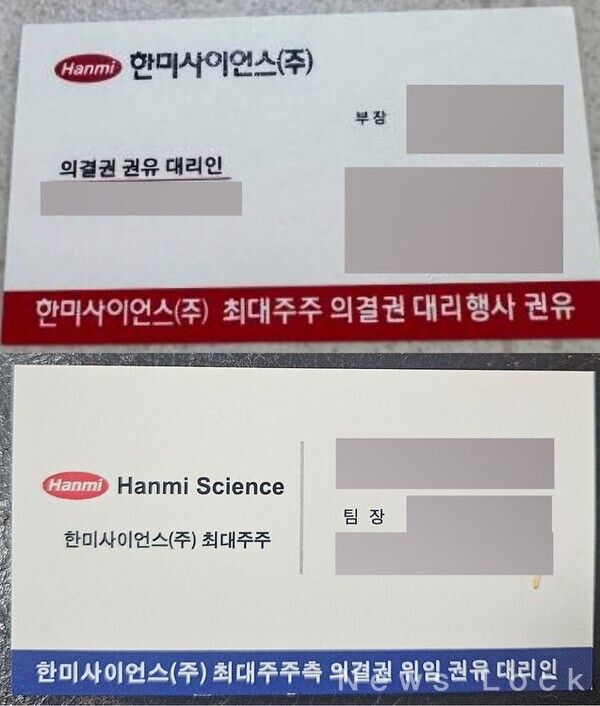 Hanmi 한미사이언스(주)
부장
의결권 권유 대리인
한미사이언스(주) 최대주주 의결권 대리행사 권유
Hanmi Hanmi Science
팀 장
한미사이언스(주) 최대주주
한미사이언스(주) 최대주주측 의결권 위임 권유 대리인
News Lock